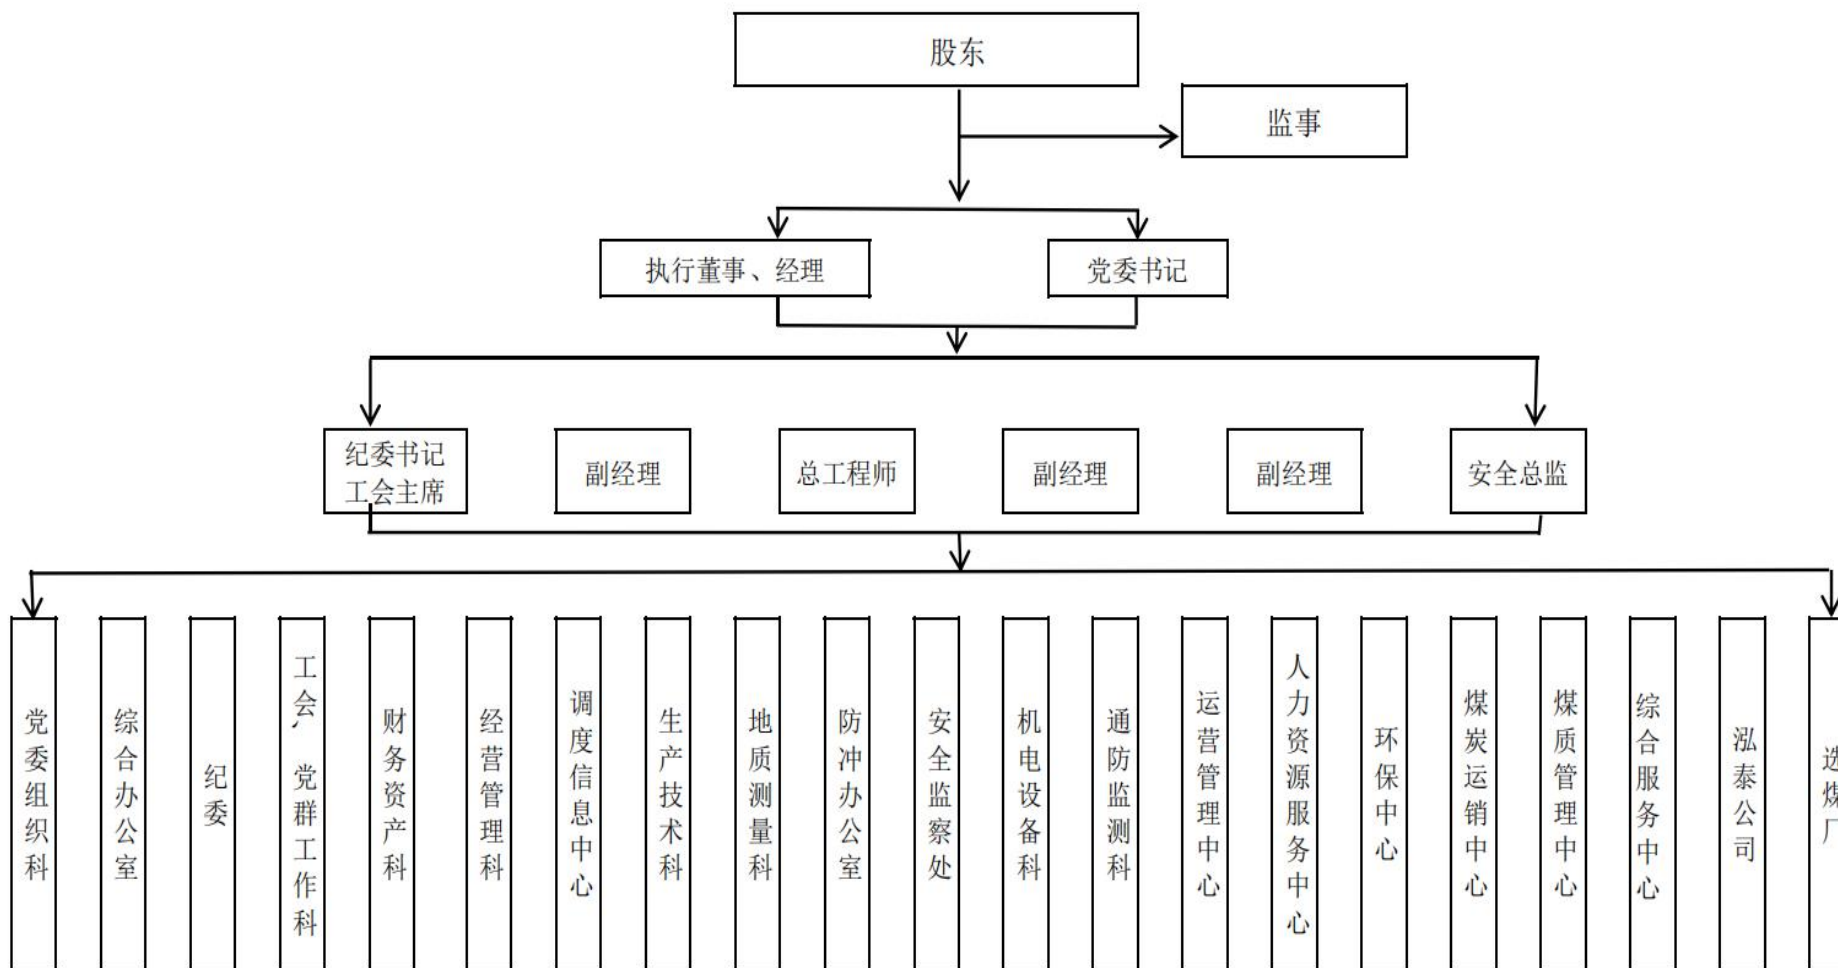 股东
监事
执行董事、经理
党委书记
纪委书记
工会主席
副经理
总工程师
副经理
副经理
安全总监
党委组织科
综合办公室
纪委
工会、党群工作科
财务资产科
经营管理科
调度信息中心
生产技术科
地质测量科
防冲办公室
安全监察处
机电设备科
通防监测科
运营管理中心
人力资源服务中心
环保中心
煤炭运销中心
煤质管理中心
综合服务中心
泓泰公司
选煤厂